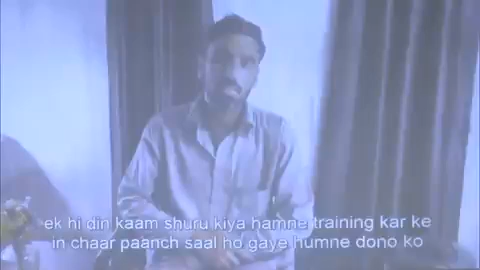 ek hi din kaam shuru kiya hamne training kar ke
in chaar paanch saal ho gaye humne dono ko